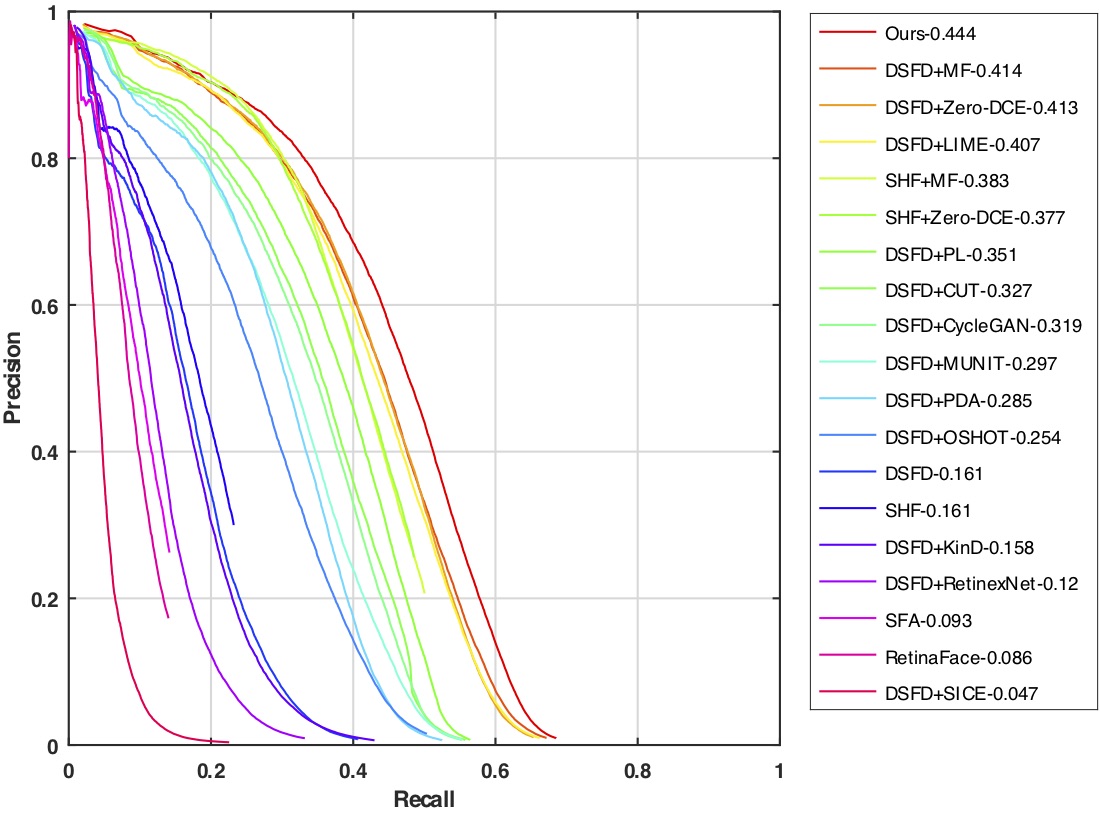 1
0.8
0.6
0.4
0.2
0
0 0.2 0.4 0.6 0.8 1
Precision
Recall
Ours-0.444
DSFD+MF-0.414
DSFD+Zero-DCE-0.413
DSFD+LIME-0.407
SHF+MF-0.383
SHF+Zero-DCE-0.377
DSFD+PL-0.351
DSFD+CUT-0.327
DSFD+CycleGAN-0.319
DSFD+MUNIT-0.297
DSFD+PDA-0.285
DSFD+OSHOT-0.254
DSFD-0.161
SHF-0.161
DSFD+KinD-0.158
DSFD+RetinexNet-0.12
SFA-0.093
RetinaFace-0.086
DSFD+SICE-0.047